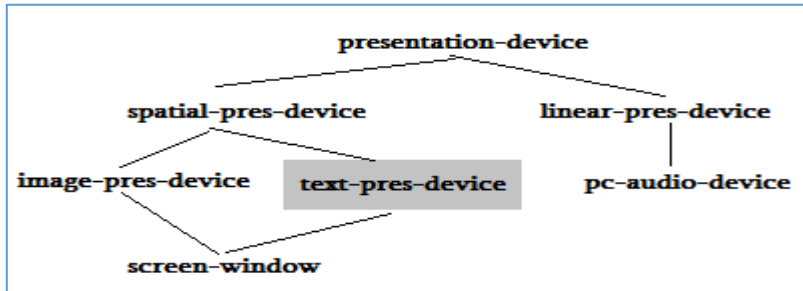 presentation-device
spatial-pres-device linear-pres-device
image-pres-device text-pres-device pc-audio-device
screen-window